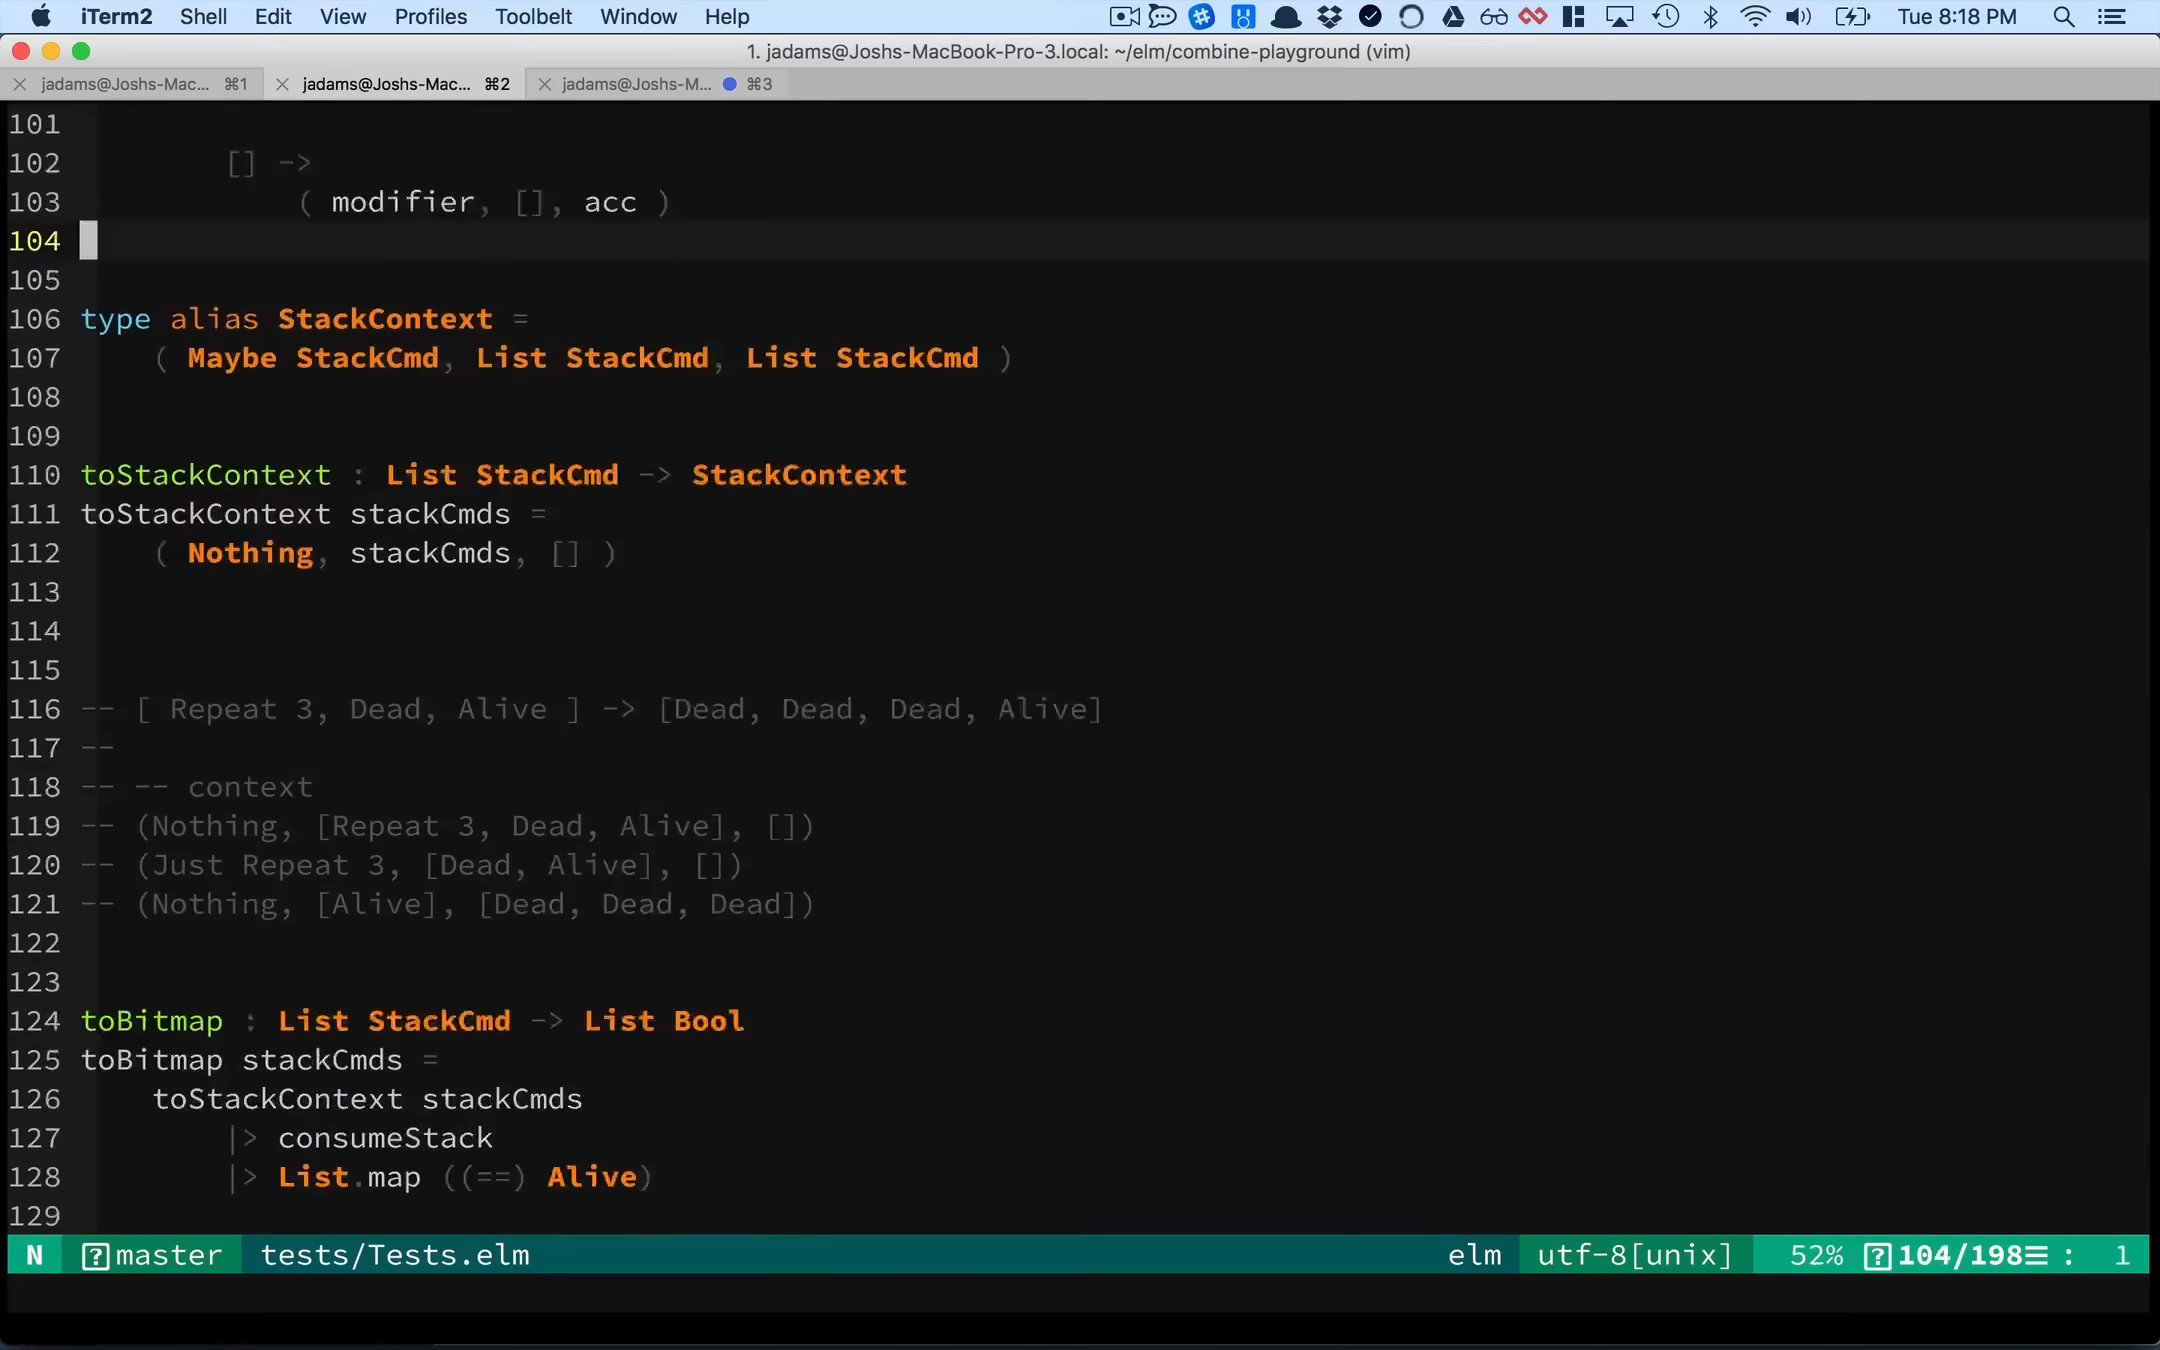 iTerm2 Shell Edit View Profiles Toolbelt Window Help Tue 8:18 PM
1. jadams@Joshs-MacBook-Pro-3.local: ~/elm/combine-playground (vim)
jadams@Joshs-Mac... ⌘1 jadams@Joshs-Mac... ⌘2 jadams@Joshs-M... ⌘3
101
102         [] ->
103             ( modifier, [], acc )
104
105
106 type alias StackContext =
107     ( Maybe StackCmd, List StackCmd, List StackCmd )
108
109
110 toStackContext : List StackCmd -> StackContext
111 toStackContext stackCmds =
112     ( Nothing, stackCmds, [] )
113
114
115
116 -- [ Repeat 3, Dead, Alive ] -> [Dead, Dead, Dead, Alive]
117 --
118 -- -- context
119 -- (Nothing, [Repeat 3, Dead, Alive], [])
120 -- (Just Repeat 3, [Dead, Alive], [])
121 -- (Nothing, [Alive], [Dead, Dead, Dead])
122
123
124 toBitmap : List StackCmd -> List Bool
125 toBitmap stackCmds =
126     toStackContext stackCmds
127         |> consumeStack
128         |> List.map ((==) Alive)
129
N [?]master tests/Tests.elm elm utf-8[unix] 52% [?]104/198☰ : 1